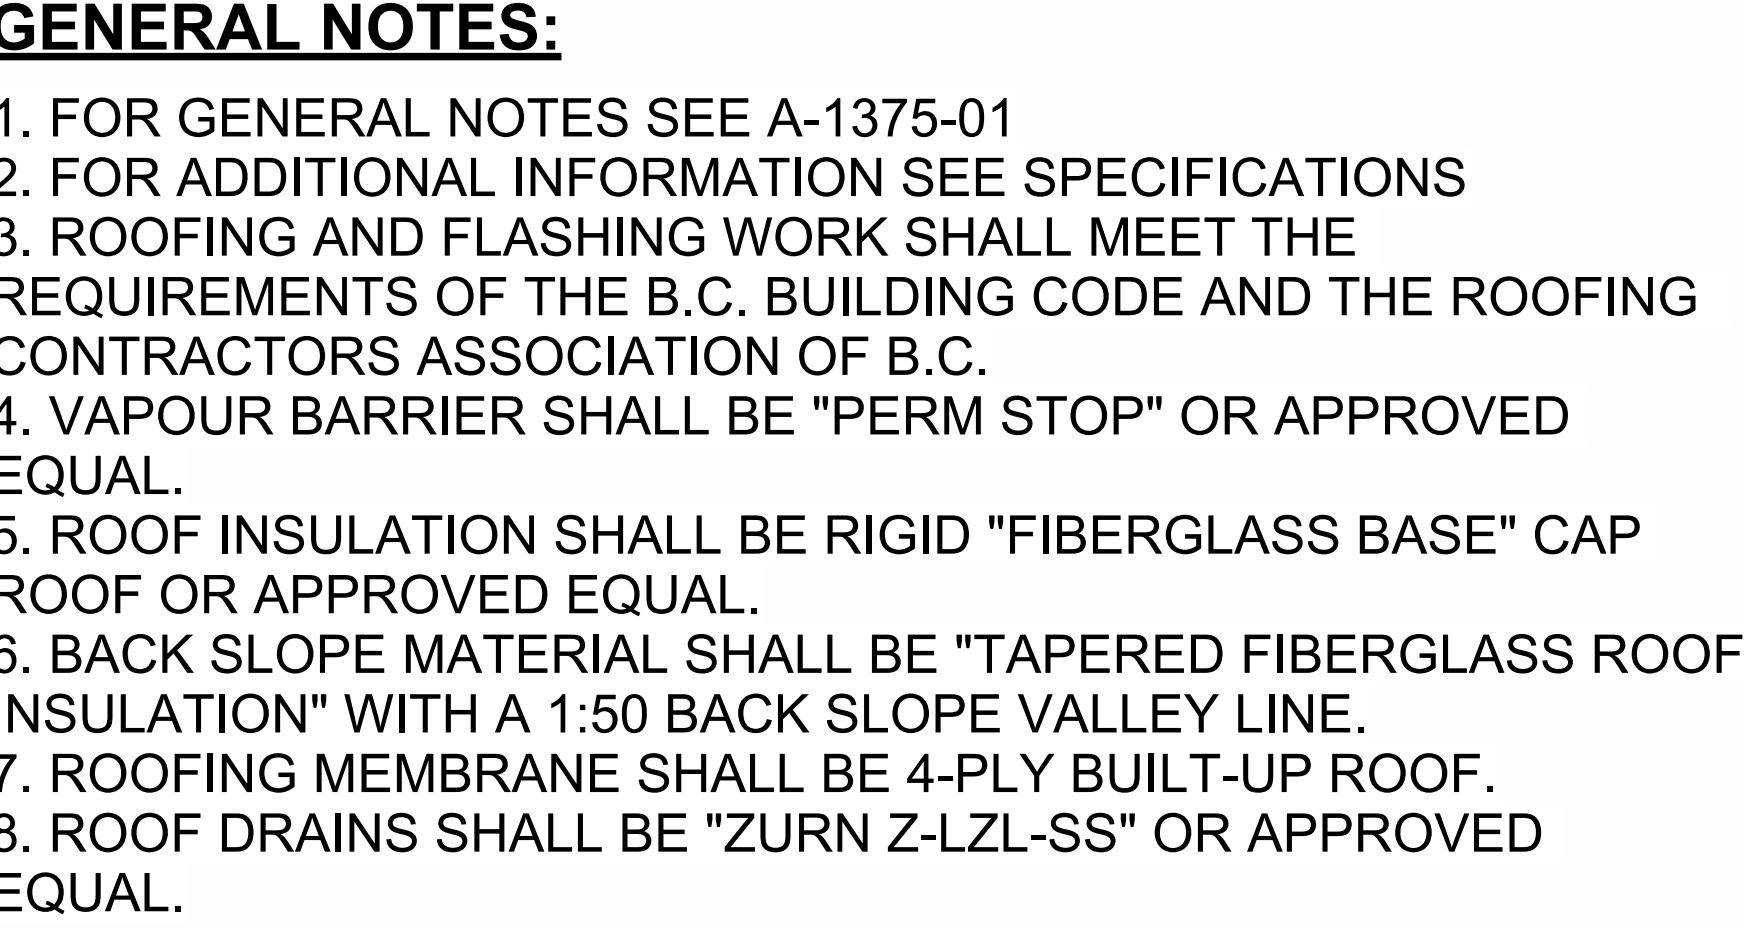 GENERAL NOTES:
1. FOR GENERAL NOTES SEE A-1375-01
2. FOR ADDITIONAL INFORMATION SEE SPECIFICATIONS
3. ROOFING AND FLASHING WORK SHALL MEET THE
REQUIREMENTS OF THE B.C. BUILDING CODE AND THE ROOFING
CONTRACTORS ASSOCIATION OF B.C.
4. VAPOUR BARRIER SHALL BE "PERM STOP" OR APPROVED
EQUAL.
5. ROOF INSULATION SHALL BE RIGID "FIBERGLASS BASE" CAP
ROOF OR APPROVED EQUAL.
6. BACK SLOPE MATERIAL SHALL BE "TAPERED FIBERGLASS ROOF
INSULATION" WITH A 1:50 BACK SLOPE VALLEY LINE.
7. ROOFING MEMBRANE SHALL BE 4-PLY BUILT-UP ROOF.
8. ROOF DRAINS SHALL BE "ZURN Z-LZL-SS" OR APPROVED
EQUAL.